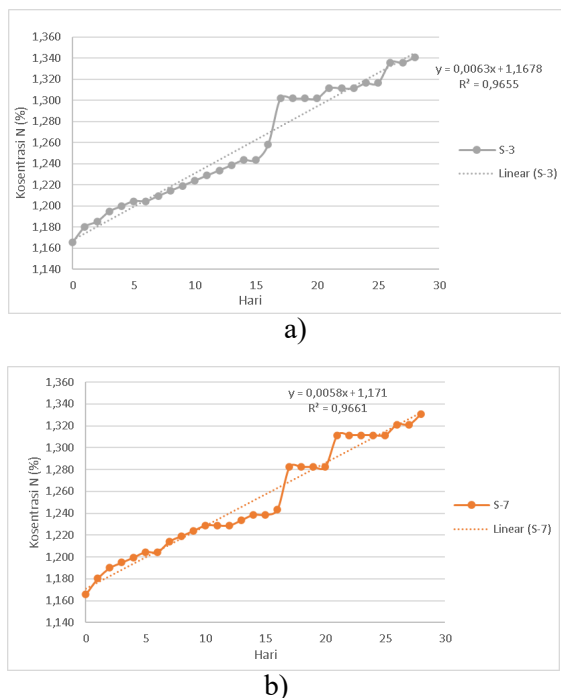 1,360
1,340
1,320
1,300
1,280
1,260
1,240
1,220
1,200
1,180
1,160
1,140
Kosentrasi N (%)
y = 0,0063x + 1,1678
R² = 0,9655
S-3
Linear (S-3)
0 5 10 15 20 25 30
Hari
a)
1,360
1,340
1,320
1,300
1,280
1,260
1,240
1,220
1,200
1,180
1,160
1,140
Kosentrasi N (%)
y = 0,0058x + 1,171
R² = 0,9661
S-7
Linear (S-7)
0 5 10 15 20 25 30
Hari
b)